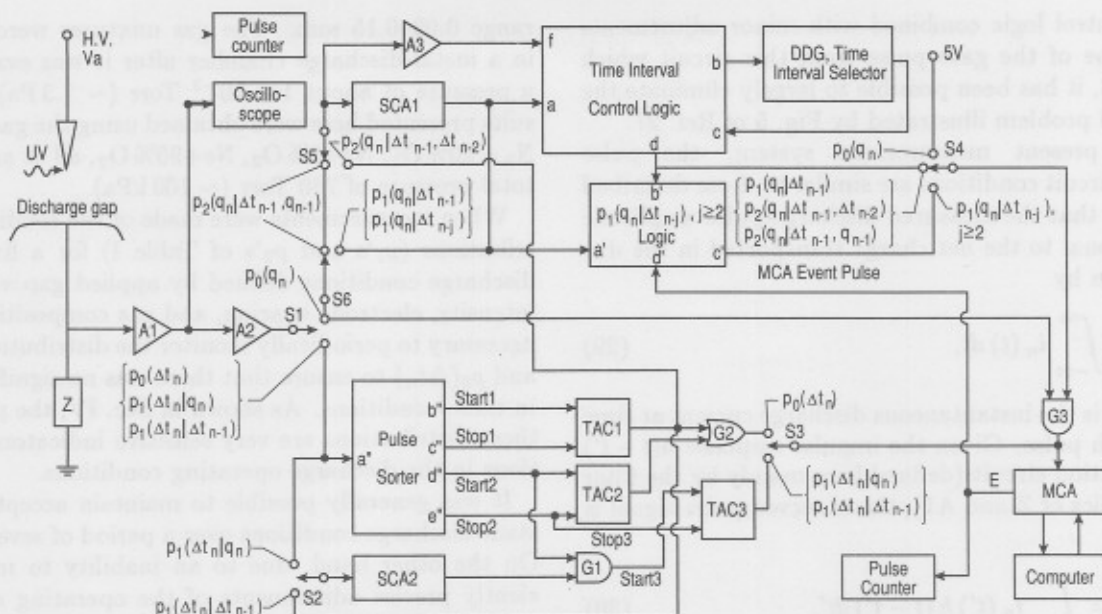 H.V.
Va
UV
Discharge gap
Z
A1
A2
A3
Pulse counter
Oscillo-scope
SCA1
S5
p₂(qₙ|Δtₙ₋₁, Δtₙ₋₂)
p₂(qₙ|Δtₙ₋₁, qₙ₋₁)
p₁(qₙ|Δtₙ₋₁)
p₁(qₙ|Δtₙ₋ⱼ)
p₀(qₙ)
S6
S1
p₀(Δtₙ)
p₁(Δtₙ|qₙ)
p₁(Δtₙ|Δtₙ₋₁)
f
a
b
c
d
Time Interval
Control Logic
DDG, Time
Interval Selector
5V
p₀(qₙ)
S4
p₁(qₙ|Δtₙ₋ⱼ)
j≥2
a'
b'
c'
d'
p₁(qₙ|Δtₙ₋ⱼ), j≥2
Logic
p₁(qₙ|Δtₙ₋₁)
p₂(qₙ|Δtₙ₋₁, Δtₙ₋₂)
p₂(qₙ|Δtₙ₋₁, qₙ₋₁)
MCA Event Pulse
Pulse
Sorter
a"
b"
c"
d"
e"
Start1
Stop1
Start2
Stop2
TAC1
TAC2
Stop3
TAC3
G1
Start3
G2
G3
p₀(Δtₙ)
S3
p₁(Δtₙ|qₙ)
p₁(Δtₙ|Δtₙ₋₁)
MCA
Computer
Pulse
Counter
p₁(Δtₙ|qₙ)
S2
p₁(Δtₙ|Δtₙ₋₁)
SCA2